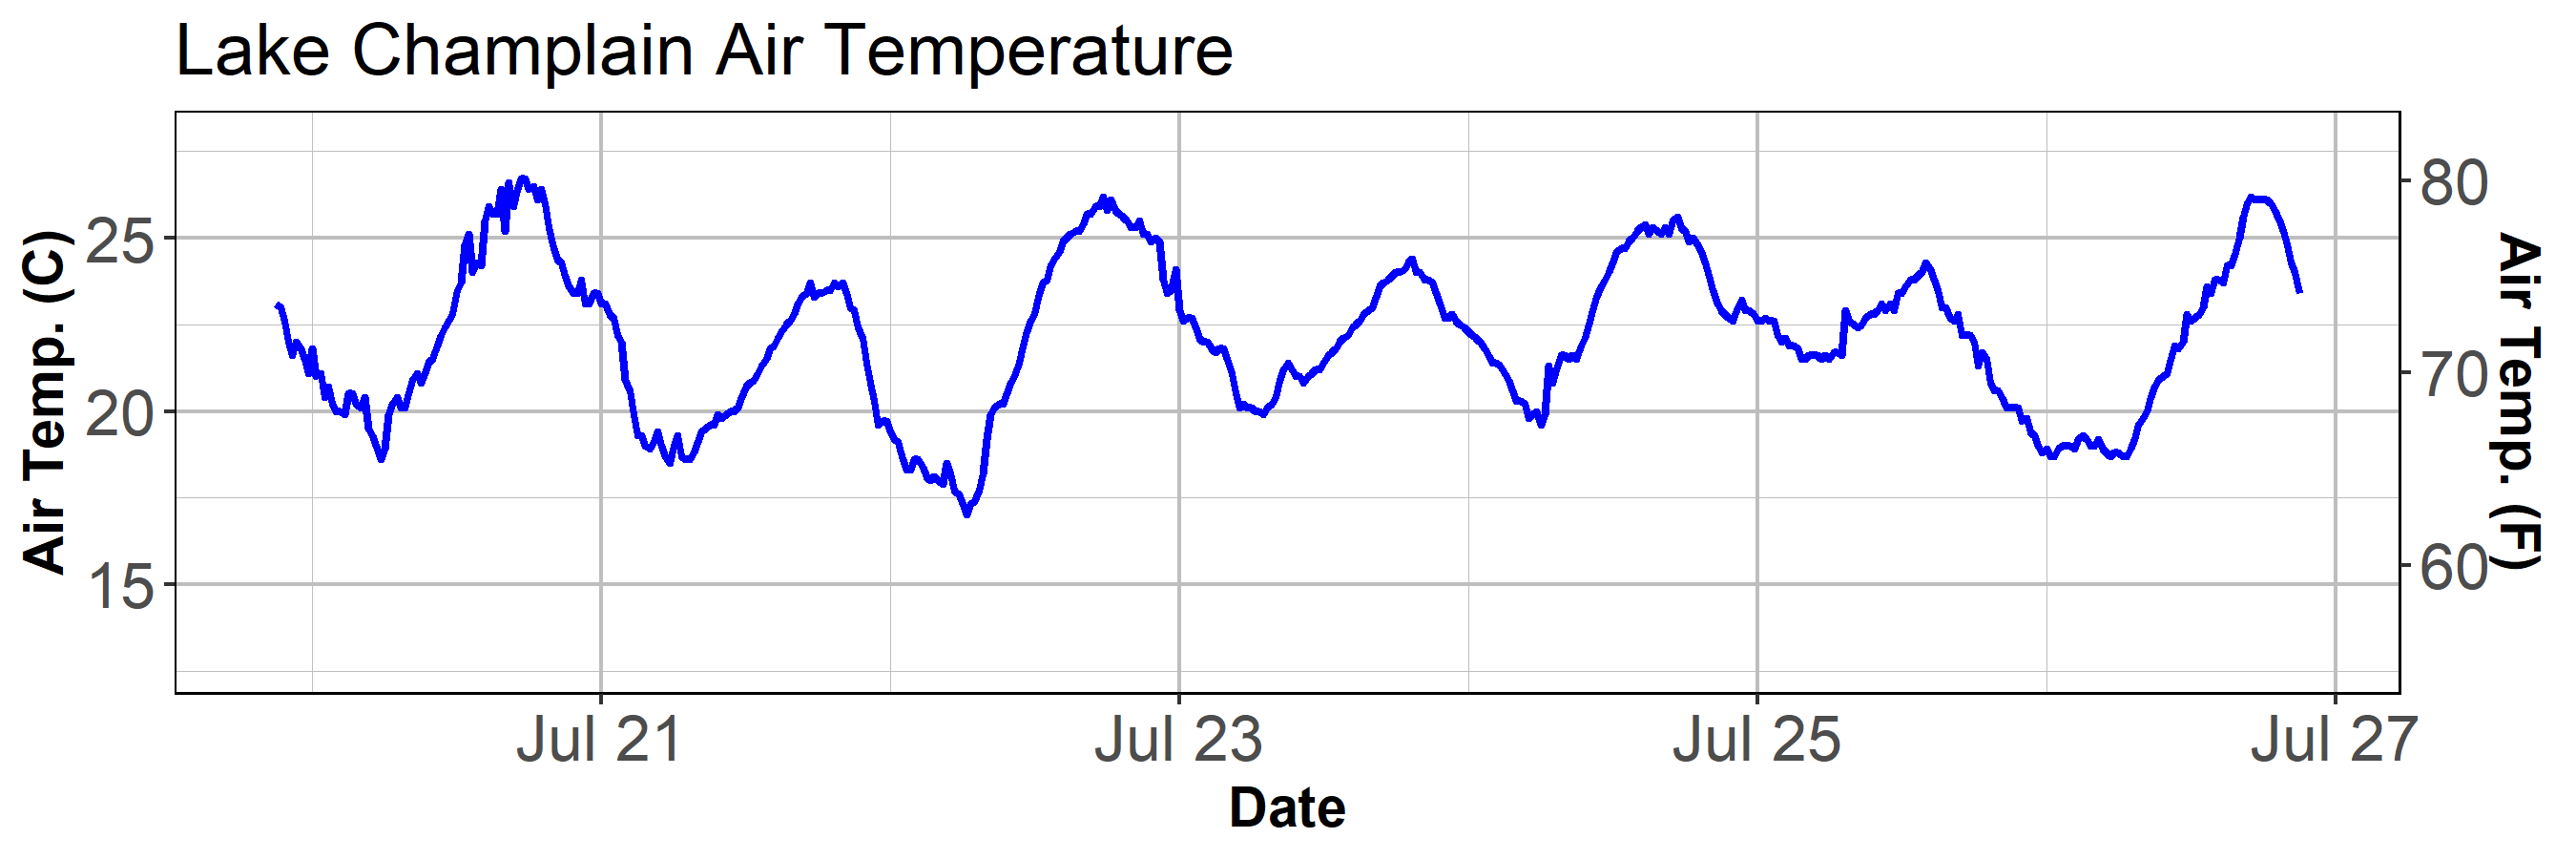 Lake Champlain Air Temperature
Air Temp. (C)
25
20
15
80
70
60
Air Temp. (F)
Jul 21 Jul 23 Jul 25 Jul 27
Date